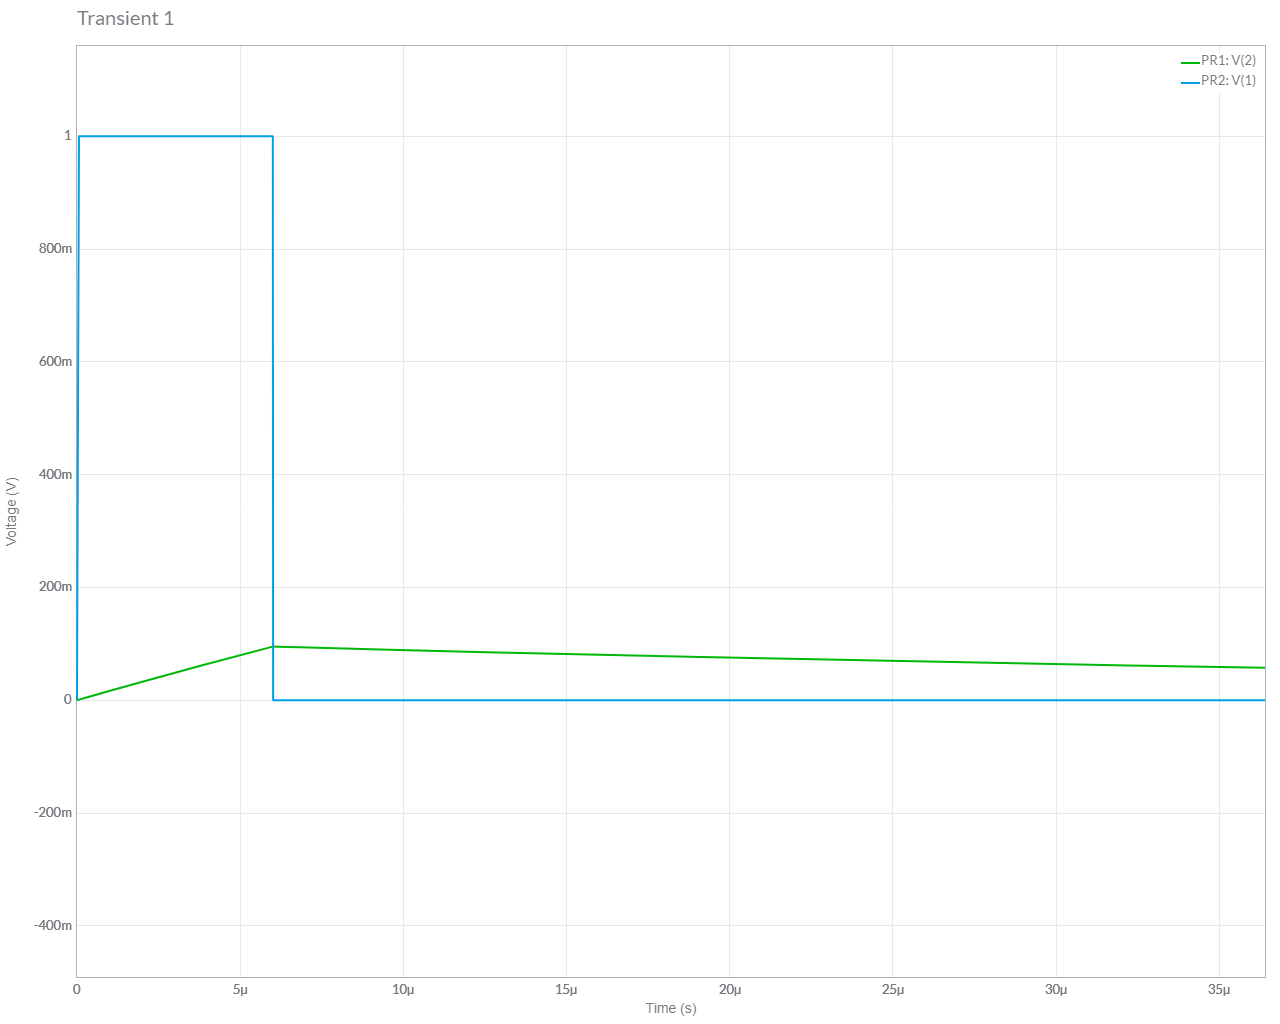 Transient 1
PR1: V(2)
PR2: V(1)
1
800m
600m
400m
200m
0
-200m
-400m
Voltage (V)
0 5µ 10µ 15µ 20µ 25µ 30µ 35µ
Time (s)